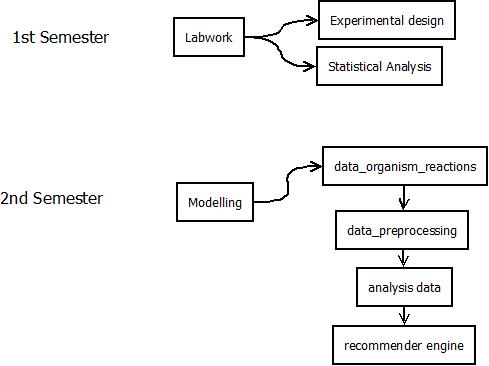 1st Semester
Labwork
Experimental design
Statistical Analysis
2nd Semester
Modelling
data_organism_reactions
data_preprocessing
analysis data
recommender engine